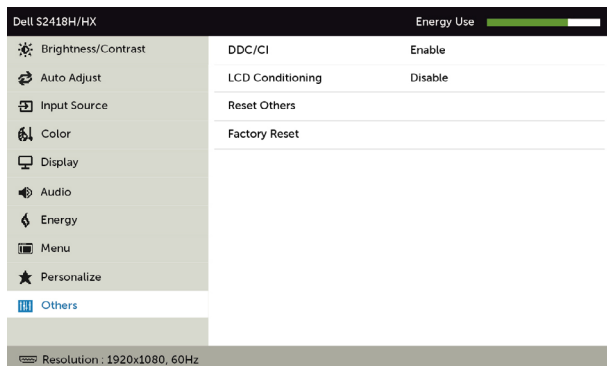 Dell S2418H/HX Energy Use
Brightness/Contrast DDC/CI Enable
Auto Adjust LCD Conditioning Disable
Input Source Reset Others
Color Factory Reset
Display
Audio
Energy
Menu
Personalize
Others
Resolution : 1920x1080, 60Hz